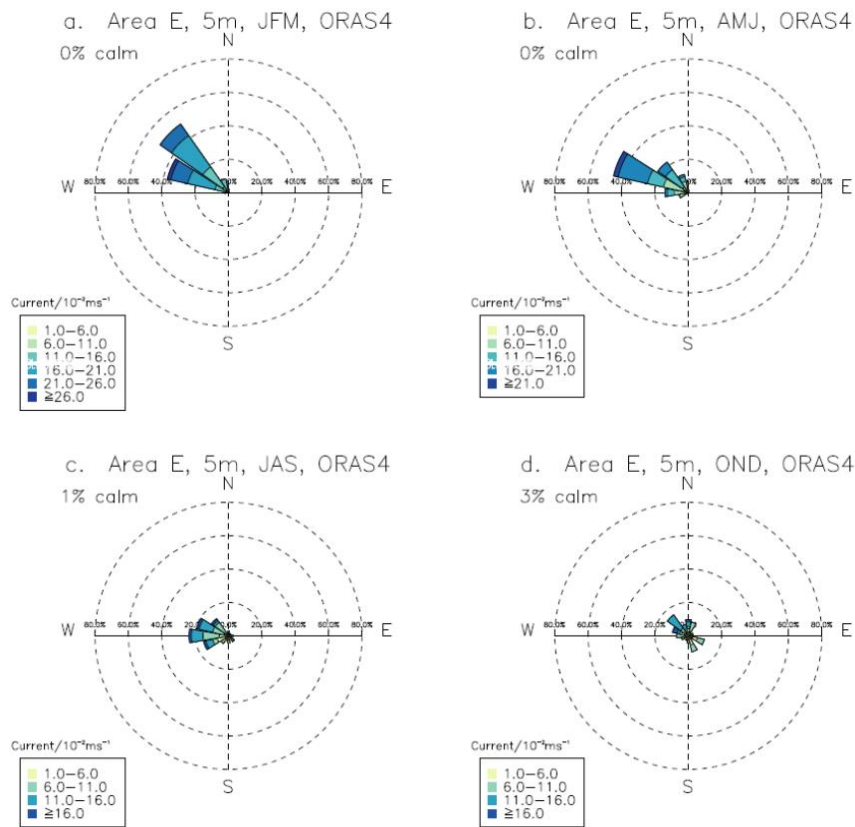 a. Area E, 5m, JFM, ORAS4
N
0% calm
W
80.0% 60.0% 40.0% 20.0% 0.0% 20.0% 40.0% 60.0% 80.0%
E
S
Current/10⁻²ms⁻¹
1.0–6.0
6.0–11.0
11.0–16.0
16.0–21.0
21.0–26.0
≧26.0
b. Area E, 5m, AMJ, ORAS4
N
0% calm
W
80.0% 60.0% 40.0% 20.0% 0.0% 20.0% 40.0% 60.0% 80.0%
E
S
Current/10⁻²ms⁻¹
1.0–6.0
6.0–11.0
11.0–16.0
16.0–21.0
≧21.0
c. Area E, 5m, JAS, ORAS4
N
1% calm
W
80.0% 60.0% 40.0% 20.0% 0.0% 20.0% 40.0% 60.0% 80.0%
E
S
Current/10⁻²ms⁻¹
1.0–6.0
6.0–11.0
11.0–16.0
≧16.0
d. Area E, 5m, OND, ORAS4
N
3% calm
W
80.0% 60.0% 40.0% 20.0% 0.0% 20.0% 40.0% 60.0% 80.0%
E
S
Current/10⁻²ms⁻¹
1.0–6.0
6.0–11.0
11.0–16.0
≧16.0